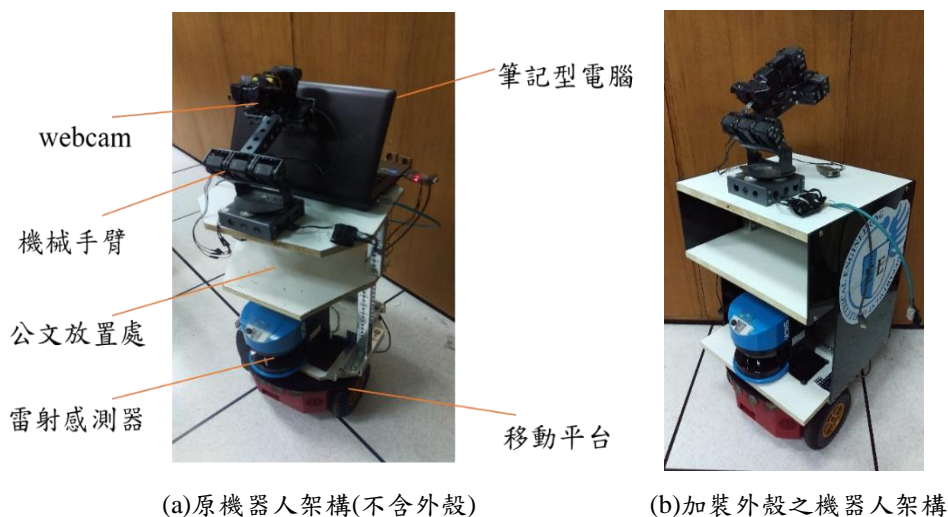 筆記型電腦
webcam
機械手臂
公文放置處
雷射感測器
移動平台
(a)原機器人架構(不含外殼)
(b)加裝外殼之機器人架構